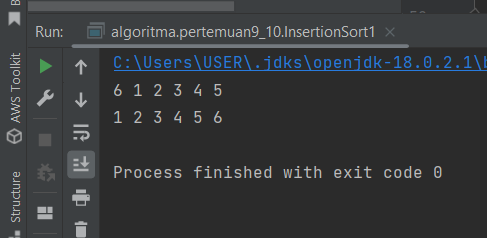 Run: algoritma.pertemuan9_10.InsertionSort1
C:\Users\USER\.jdks\openjdk-18.0.2.1\
6 1 2 3 4 5
1 2 3 4 5 6
Process finished with exit code 0
AWS Toolkit
Structure